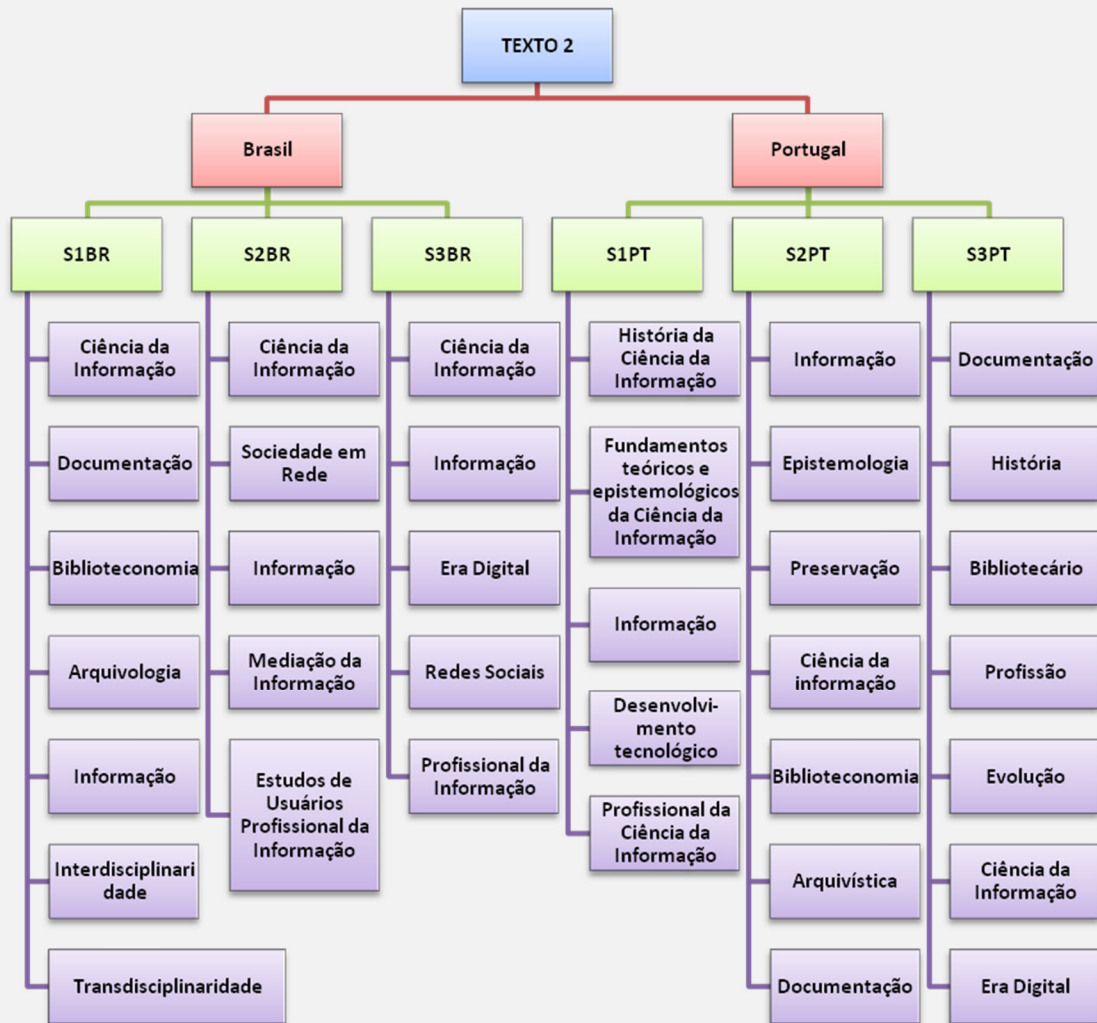 TEXTO 2
Brasil
Portugal
S1BR
S2BR
S3BR
S1PT
S2PT
S3PT
Ciência da
Informação
Documentação
Biblioteconomia
Arquivologia
Informação
Interdisciplinari
dade
Transdisciplinaridade
Ciência da
Informação
Sociedade em
Rede
Informação
Mediação da
Informação
Estudos de
Usuários
Profissional da
Informação
Ciência da
Informação
Informação
Era Digital
Redes Sociais
Profissional da
Informação
História da
Ciência da
Informação
Fundamentos
teóricos e
epistemológicos
da Ciência da
Informação
Informação
Desenvolvi-
mento
tecnológico
Profissional da
Ciência da
Informação
Informação
Epistemologia
Preservação
Ciência da
informação
Biblioteconomia
Arquivística
Documentação
Documentação
História
Bibliotecário
Profissão
Evolução
Ciência da
Informação
Era Digital